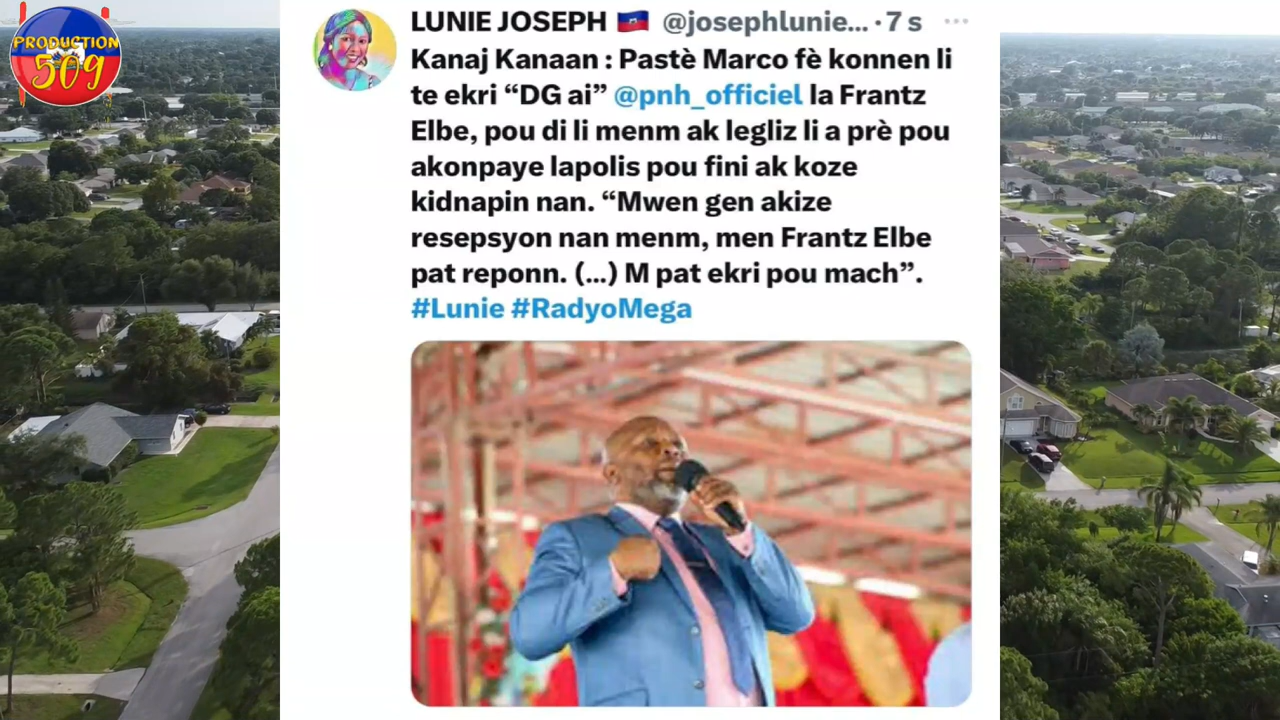 PRODUCTION
509
LUNIE JOSEPH 🇭🇹 @josephlunie... · 7 s ...
Kanaj Kanaan : Pastè Marco fè konnen li
te ekri “DG ai” @pnh_officiel la Frantz
Elbe, pou di li menm ak legliz li a prè pou
akonpaye lapolis pou fini ak koze
kidnapin nan. “Mwen gen akize
resepsyon nan menm, men Frantz Elbe
pat reponn. (...) M pat ekri pou mach”.
#Lunie #RadyoMega